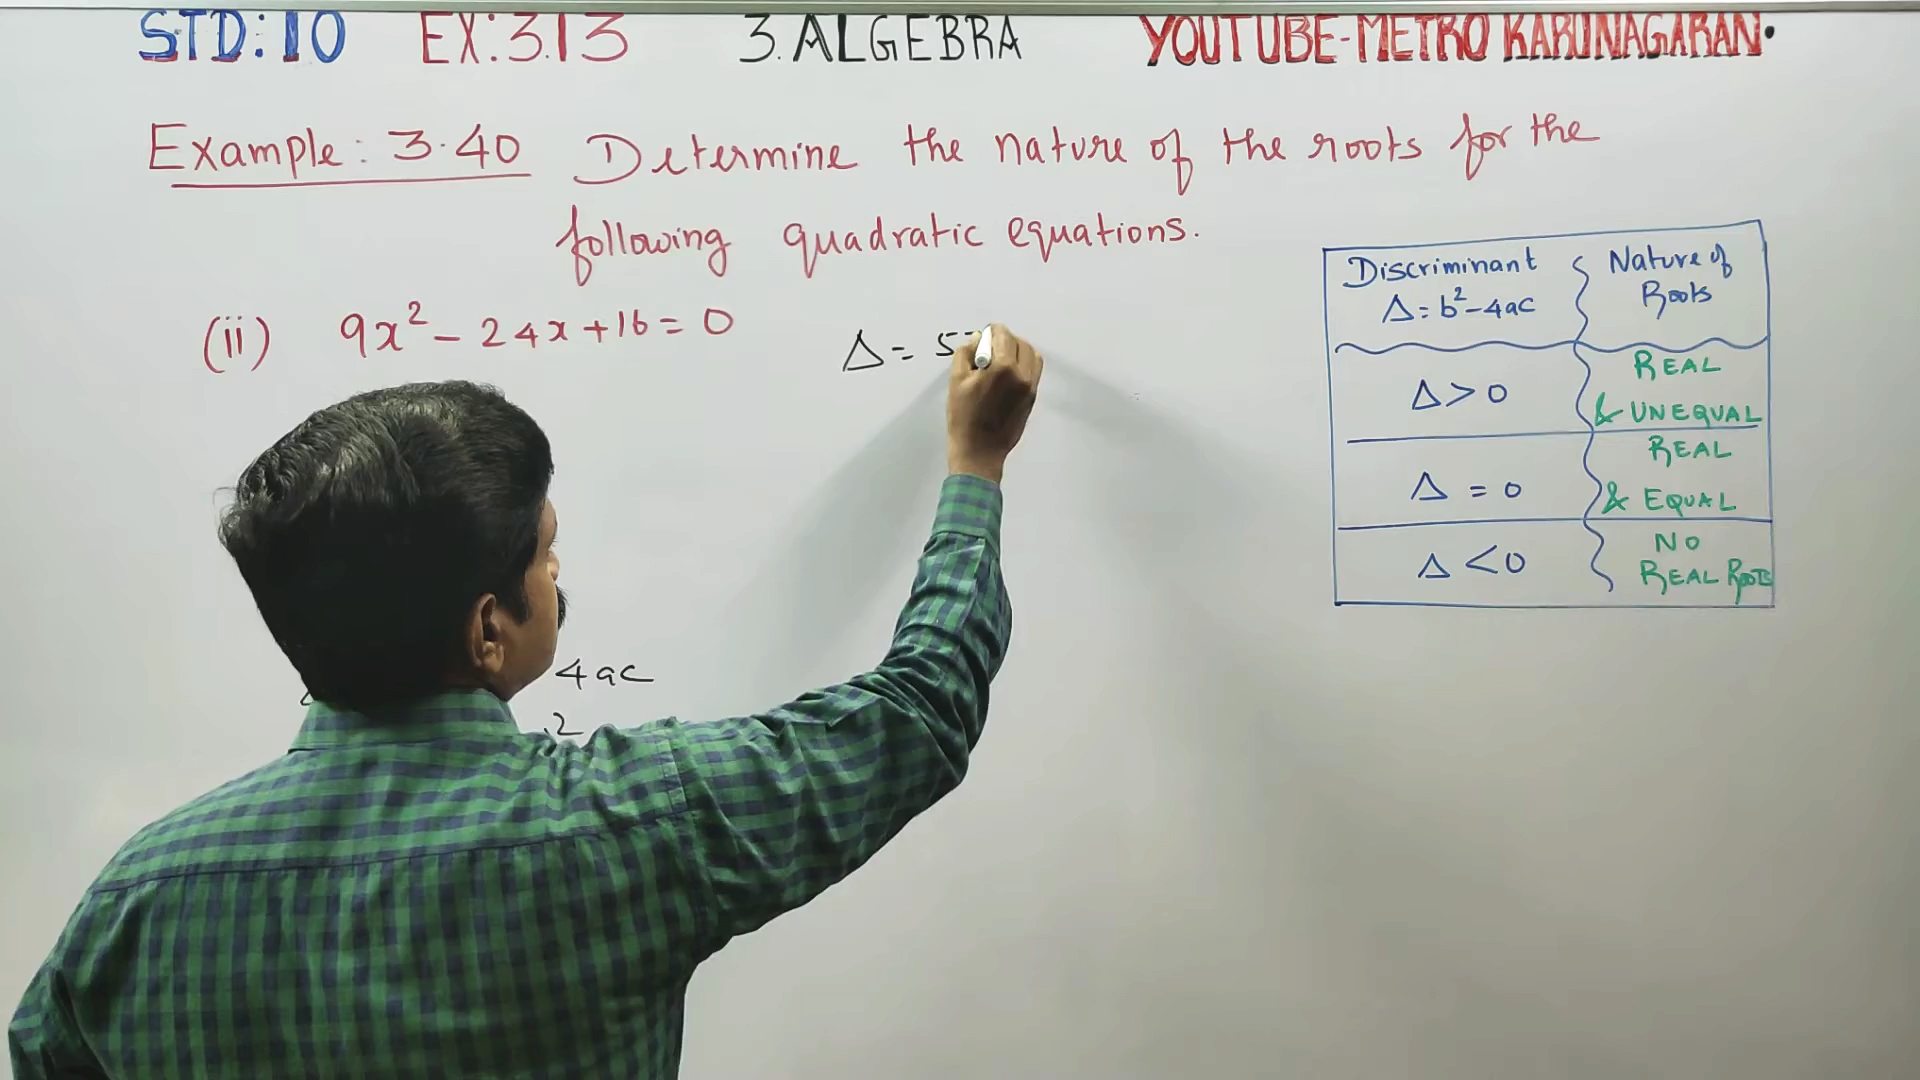 STD:10 EX:3.13 3.ALGEBRA YOUTUBE-METRO KARUNAGARAN.
Example: 3.40 Determine the nature of the roots for the
following quadratic equations.
(ii) 9x² - 24x + 16 = 0
Δ = 5
4ac
2
Discriminant Nature of
Δ = b² - 4ac Roots
Δ > 0 REAL
& UNEQUAL
Δ = 0 REAL
& EQUAL
Δ < 0 NO
REAL ROOTS